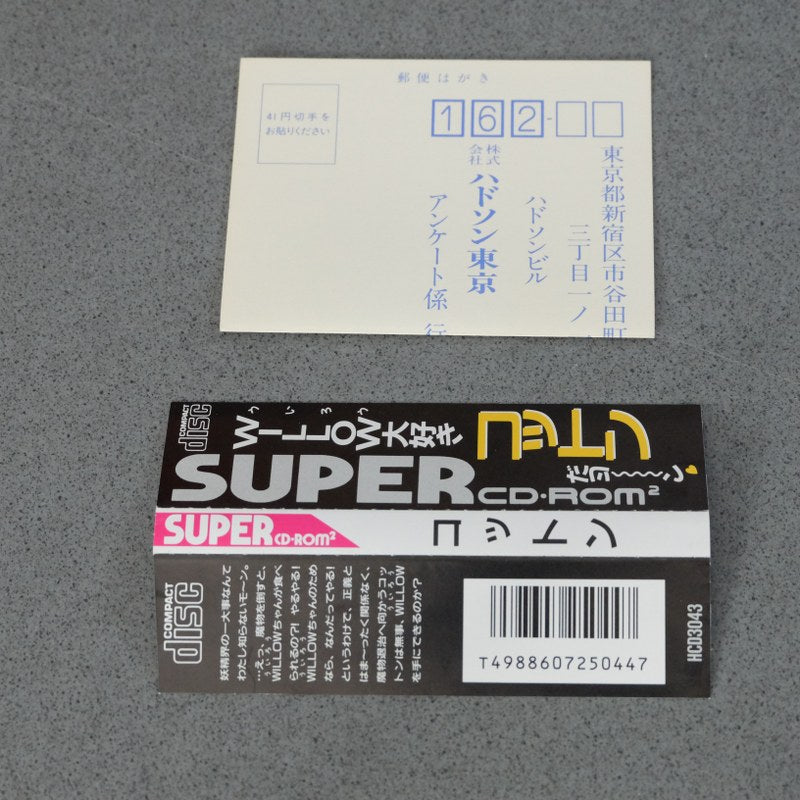 郵便はがき
41円切手を
お貼りください
162-
東京都新宿区市谷田町
三丁目一ノ
ハドソンビル
株式会社 ハドソン東京
アンケート係 行
COMPACT disc
WILLOW大好き
うぃろう
コットン
だョ〜〜〜ン
SUPER CD-ROM²
SUPER CD-ROM²
コットン
COMPACT disc
妖精界の一大事なんて
わたし知らないモーン。
…えっ、魔物を倒すと、
WILLOWちゃんが食べ
られるの?! やるやる!
WILLOWちゃんのため
なら、なんだってやる!
というわけで、正義と
はま〜ったく関係なく、
魔物退治へ向かうコッ
トンは無事、WILLOW
を手にできるのか?
T4988607250447
HCD3043